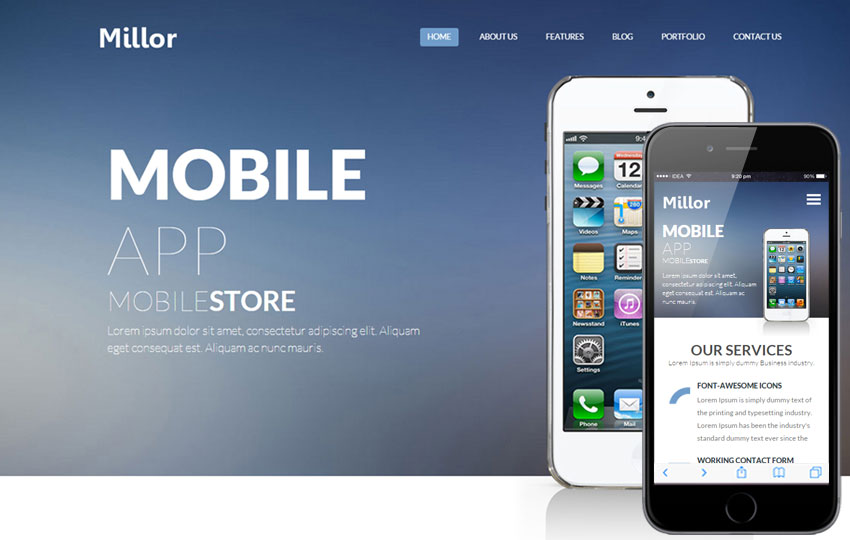 Millor
HOME ABOUT US FEATURES BLOG PORTFOLIO CONTACT US
MOBILE
APP
MOBILESTORE
Lorem ipsum dolor sit amet, consectetur adipiscing elit. Aliquam
eget consequat est. Aliquam ac nunc mauris.
9:4
Wednesday
12
Messages Calendar
280
Videos Maps
Notes Reminder
Newsstand iTunes
Settings
Phone Mail
IDEA 9:20 pm 90%
Millor
MOBILE
APP
MOBILESTORE
Lorem ipsum dolor sit amet,
consectetur adipiscing elit. Aliquam
eget consequat est. Aliquam ac
nunc mauris.
OUR SERVICES
Lorem Ipsum is simply dummy Business industry.
FONT-AWESOME ICONS
Lorem Ipsum is simply dummy text of
the printing and typesetting industry.
Lorem Ipsum has been the industry's
standard dummy text ever since the
WORKING CONTACT FORM